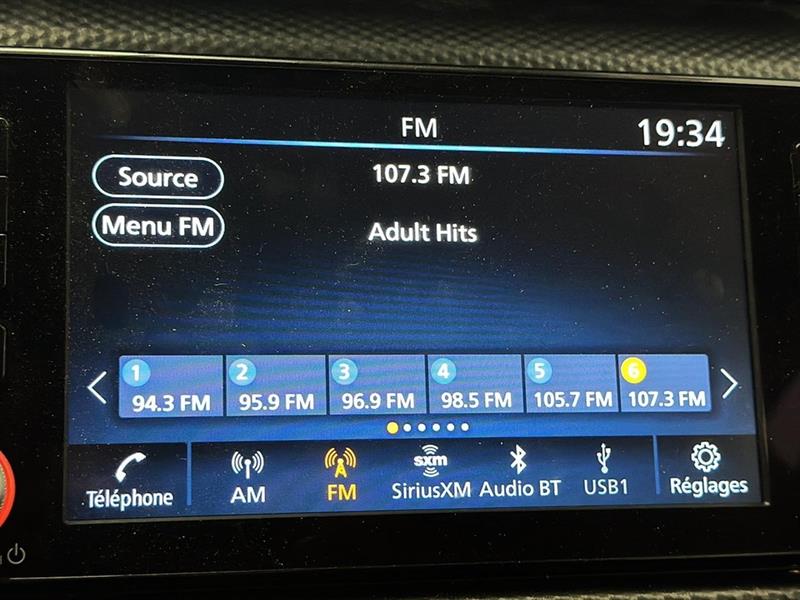 FM
19:34
Source
107.3 FM
Menu FM
Adult Hits
1
2
3
4
5
6
94.3 FM
95.9 FM
96.9 FM
98.5 FM
105.7 FM
107.3 FM
sxm
Téléphone
AM
FM
SiriusXM
Audio BT
USB1
Réglages